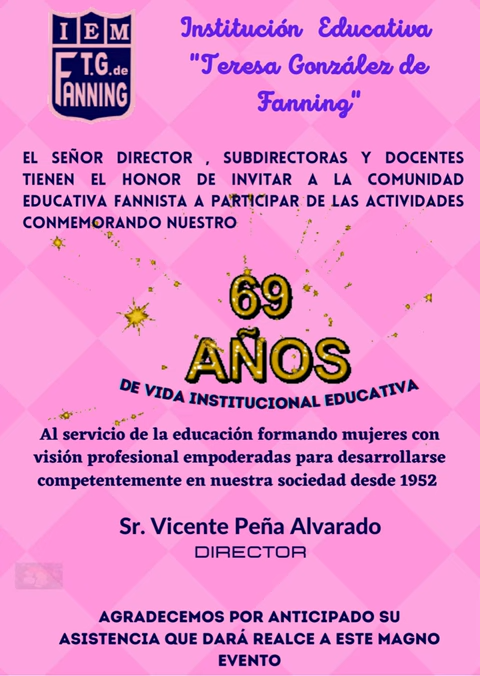 I E M
T.G. de
FANNING
Institución Educativa
"Teresa González de
Fanning"
EL SEÑOR DIRECTOR , SUBDIRECTORAS Y DOCENTES
TIENEN EL HONOR DE INVITAR A LA COMUNIDAD
EDUCATIVA FANNISTA A PARTICIPAR DE LAS ACTIVIDADES
CONMEMORANDO NUESTRO
69
AÑOS
DE VIDA INSTITUCIONAL EDUCATIVA
Al servicio de la educación formando mujeres con
visión profesional empoderadas para desarrollarse
competentemente en nuestra sociedad desde 1952
Sr. Vicente Peña Alvarado
DIRECTOR
AGRADECEMOS POR ANTICIPADO SU
ASISTENCIA QUE DARÁ REALCE A ESTE MAGNO
EVENTO